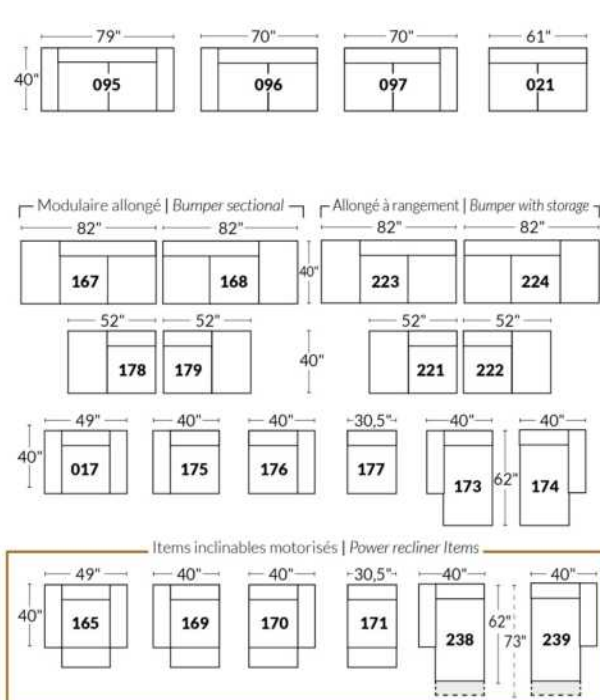 79" 70" 70" 61"
40" 095 096 097 021
Modulaire allongé | Bumper sectional Allongé à rangement | Bumper with storage
82" 82" 82" 82"
167 168 40" 223 224
52" 52" 52" 52"
178 179 40" 221 222
49" 40" 40" 30,5" 40" 40"
40" 017 175 176 177 173 62" 174
Items inclinables motorisés | Power recliner Items
49" 40" 40" 30,5" 40" 40"
40" 165 169 170 171 238 62" 73" 239